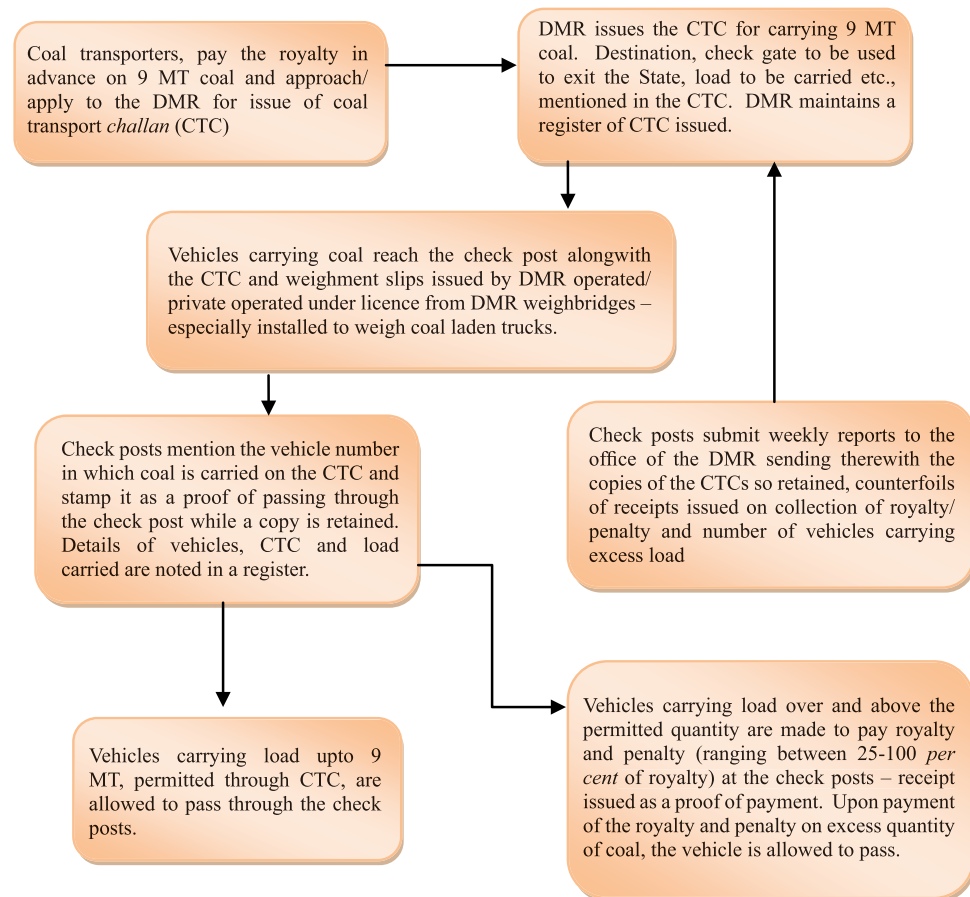 Coal transporters, pay the royalty in
advance on 9 MT coal and approach/
apply to the DMR for issue of coal
transport challan (CTC)
DMR issues the CTC for carrying 9 MT
coal. Destination, check gate to be used
to exit the State, load to be carried etc.,
mentioned in the CTC. DMR maintains a
register of CTC issued.
Vehicles carrying coal reach the check post alongwith
the CTC and weighment slips issued by DMR operated/
private operated under licence from DMR weighbridges –
especially installed to weigh coal laden trucks.
Check posts mention the vehicle number
in which coal is carried on the CTC and
stamp it as a proof of passing through
the check post while a copy is retained.
Details of vehicles, CTC and load
carried are noted in a register.
Check posts submit weekly reports to the
office of the DMR sending therewith the
copies of the CTCs so retained, counterfoils
of receipts issued on collection of royalty/
penalty and number of vehicles carrying
excess load
Vehicles carrying load upto 9
MT, permitted through CTC, are
allowed to pass through the check
posts.
Vehicles carrying load over and above the
permitted quantity are made to pay royalty
and penalty (ranging between 25-100 per
cent of royalty) at the check posts – receipt
issued as a proof of payment. Upon payment
of the royalty and penalty on excess quantity
of coal, the vehicle is allowed to pass.